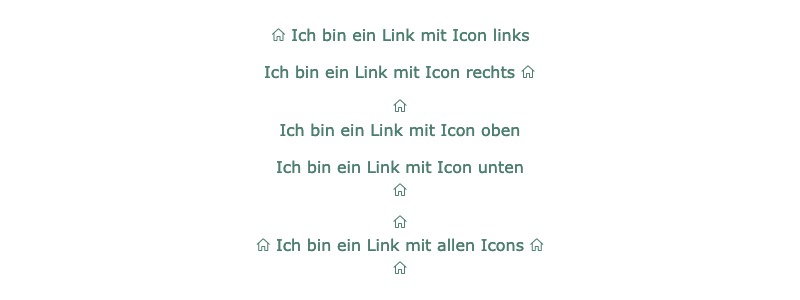 Ich bin ein Link mit Icon links
Ich bin ein Link mit Icon rechts
Ich bin ein Link mit Icon oben
Ich bin ein Link mit Icon unten
Ich bin ein Link mit allen Icons